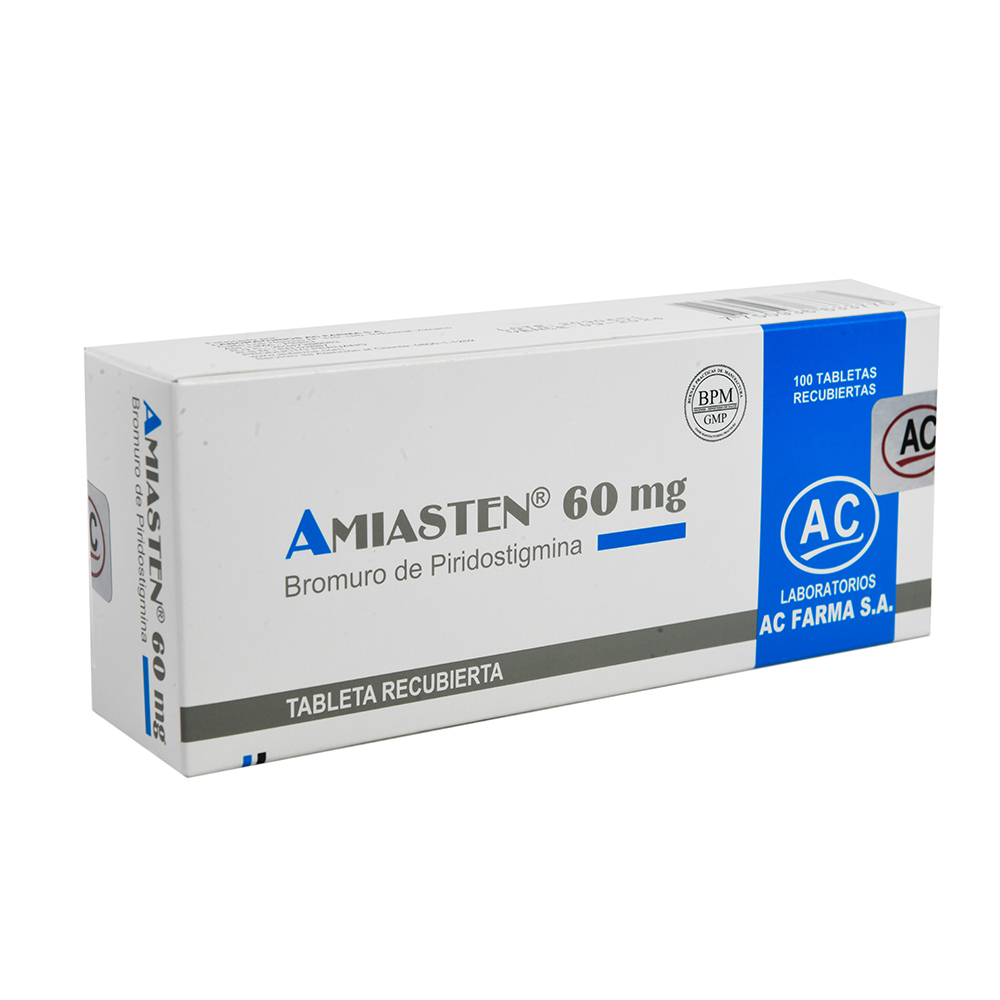 100 TABLETAS
RECUBIERTAS
BPM
GMP
AC
AMIASTEN® 60 mg
Bromuro de Piridostigmina
AC
LABORATORIOS
AC FARMA S.A.
TABLETA RECUBIERTA
C
AMIASTEN® 60 mg
Bromuro de Piridostigmina